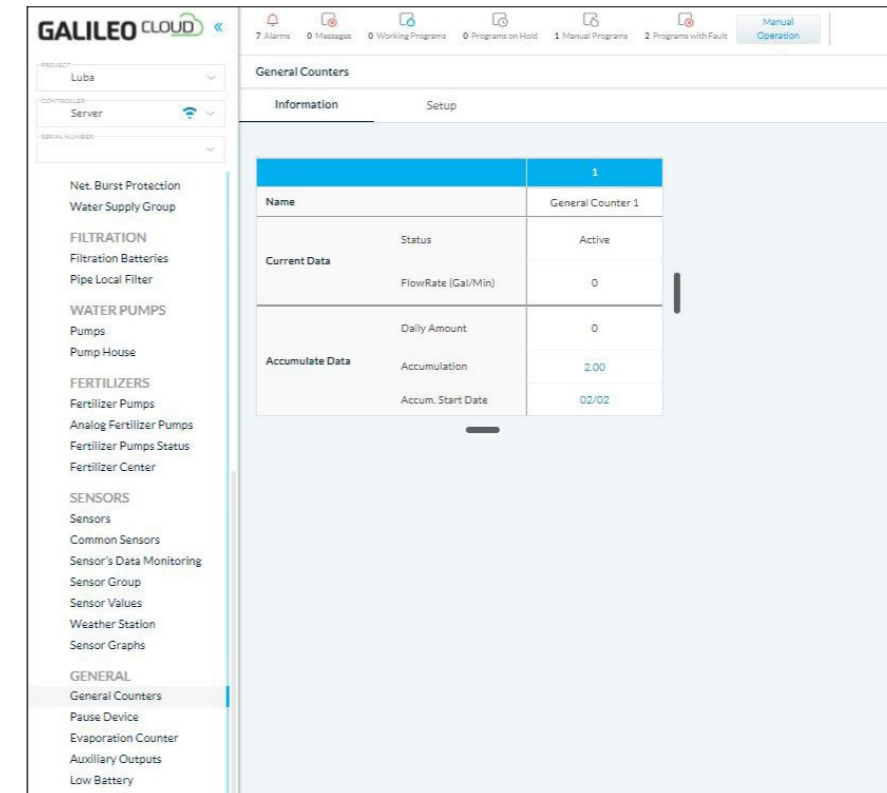 GALILEO CLOUD «
7 Alarms
0 Messages
0 Working Programs
0 Programs on Hold
1 Manual Programs
2 Programs with Fault
Manual
Operation
PROJECT
Luba
CONTROLLER
Server
SERIAL NUMBER
Net. Burst Protection
Water Supply Group
FILTRATION
Filtration Batteries
Pipe Local Filter
WATER PUMPS
Pumps
Pump House
FERTILIZERS
Fertilizer Pumps
Analog Fertilizer Pumps
Fertilizer Pumps Status
Fertilizer Center
SENSORS
Sensors
Common Sensors
Sensor's Data Monitoring
Sensor Group
Sensor Values
Weather Station
Sensor Graphs
GENERAL
General Counters
Pause Device
Evaporation Counter
Auxiliary Outputs
Low Battery
General Counters
Information Setup
1
Name General Counter 1
Current Data
Status Active
FlowRate (Gal/Min) 0
Accumulate Data
Daily Amount 0
Accumulation 2.00
Accum. Start Date 02/02